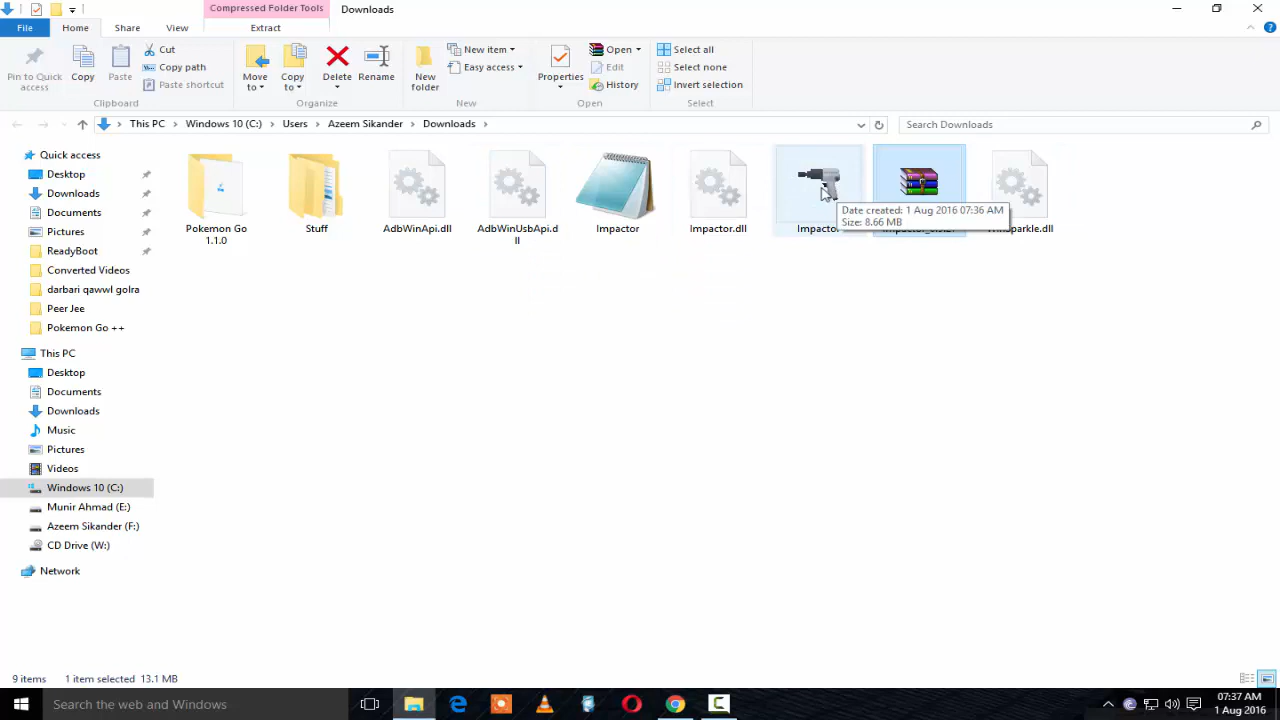 Compressed Folder Tools
Downloads
File
Home
Share
View
Extract
Pin to Quick access
Copy
Paste
Cut
Copy path
Paste shortcut
Clipboard
Move to
Copy to
Delete
Rename
Organize
New folder
New item
Easy access
New
Properties
Open
Edit
History
Open
Select all
Select none
Invert selection
Select
This PC
Windows 10 (C:)
Users
Azeem Sikander
Downloads
Search Downloads
Quick access
Desktop
Downloads
Documents
Pictures
ReadyBoot
Converted Videos
darbari qawwl golra
Peer Jee
Pokemon Go ++
This PC
Desktop
Documents
Downloads
Music
Pictures
Videos
Windows 10 (C:)
Munir Ahmad (E:)
Azeem Sikander (F:)
CD Drive (W:)
Network
Pokemon Go
1.1.0
Stuff
AdbWinApi.dll
AdbWinUsbApi.d
ll
Impactor
Impactor.dll
Impactor
Date created: 1 Aug 2016 07:36 AM
Size: 8.66 MB
9 items
1 item selected 13.1 MB
Search the web and Windows
07:37 AM
1 Aug 2016